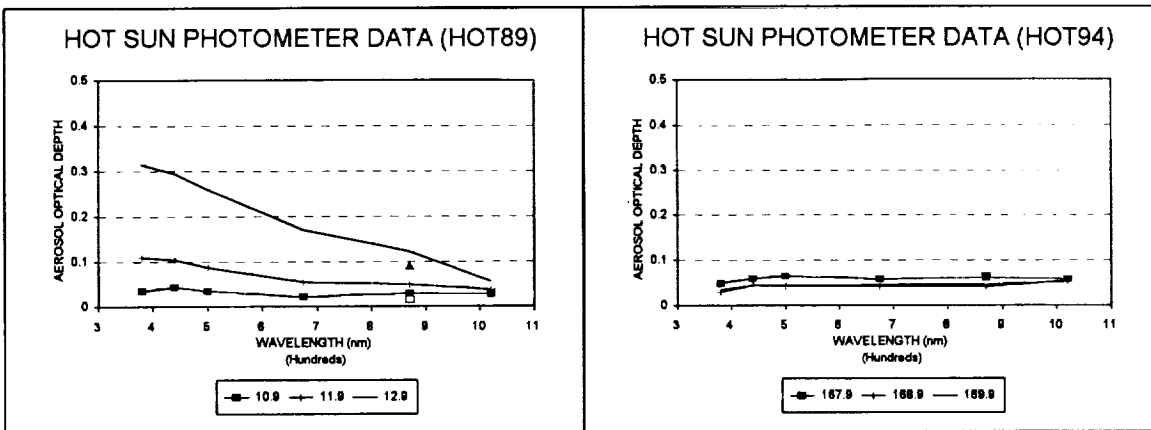 HOT SUN PHOTOMETER DATA (HOT89)
AEROSOL OPTICAL DEPTH
0.5
0.4
0.3
0.2
0.1
0
3 4 5 6 7 8 9 10 11
WAVELENGTH (nm)
(Hundreds)
10.9 11.9 12.9
HOT SUN PHOTOMETER DATA (HOT94)
AEROSOL OPTICAL DEPTH
0.5
0.4
0.3
0.2
0.1
0
3 4 5 6 7 8 9 10 11
WAVELENGTH (nm)
(Hundreds)
167.9 168.9 169.9